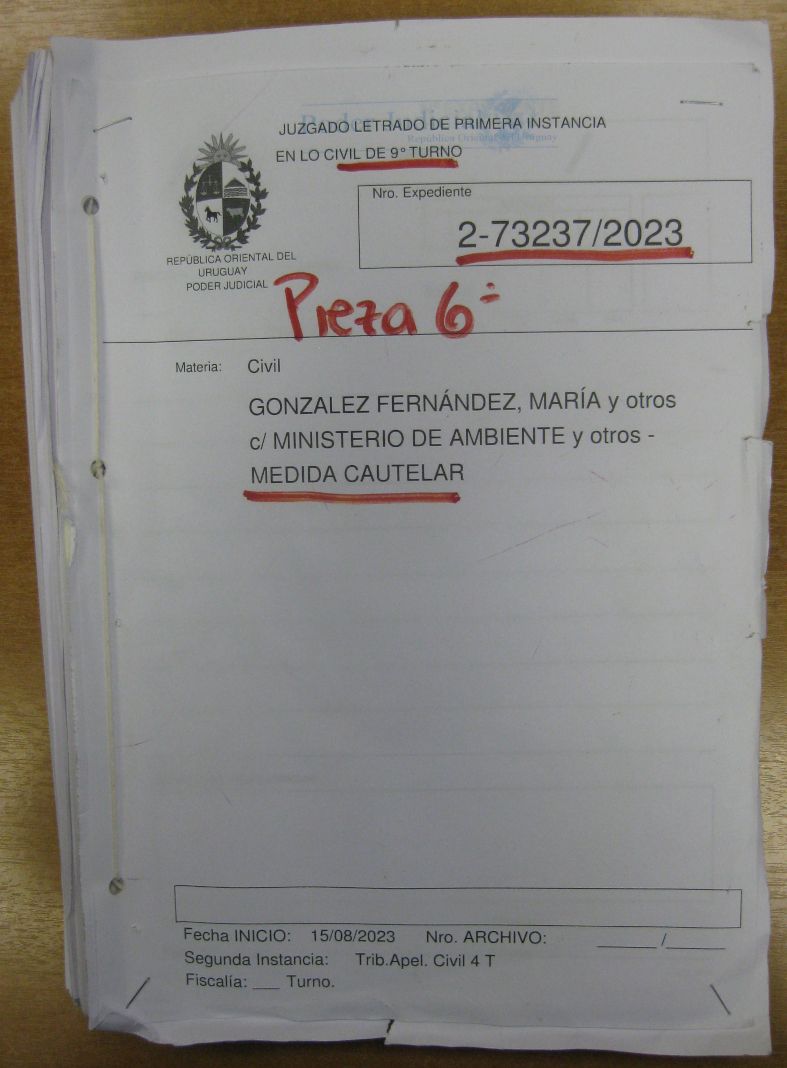 JUZGADO LETRADO DE PRIMERA INSTANCIA
EN LO CIVIL DE 9° TURNO
Nro. Expediente
2-73237/2023
REPÚBLICA ORIENTAL DEL
URUGUAY
PODER JUDICIAL
Pieza 6
Materia: Civil
GONZALEZ FERNÁNDEZ, MARÍA y otros
c/ MINISTERIO DE AMBIENTE y otros -
MEDIDA CAUTELAR
Fecha INICIO: 15/08/2023 Nro. ARCHIVO: ______ /______
Segunda Instancia: Trib.Apel. Civil 4 T
Fiscalía: ___ Turno.